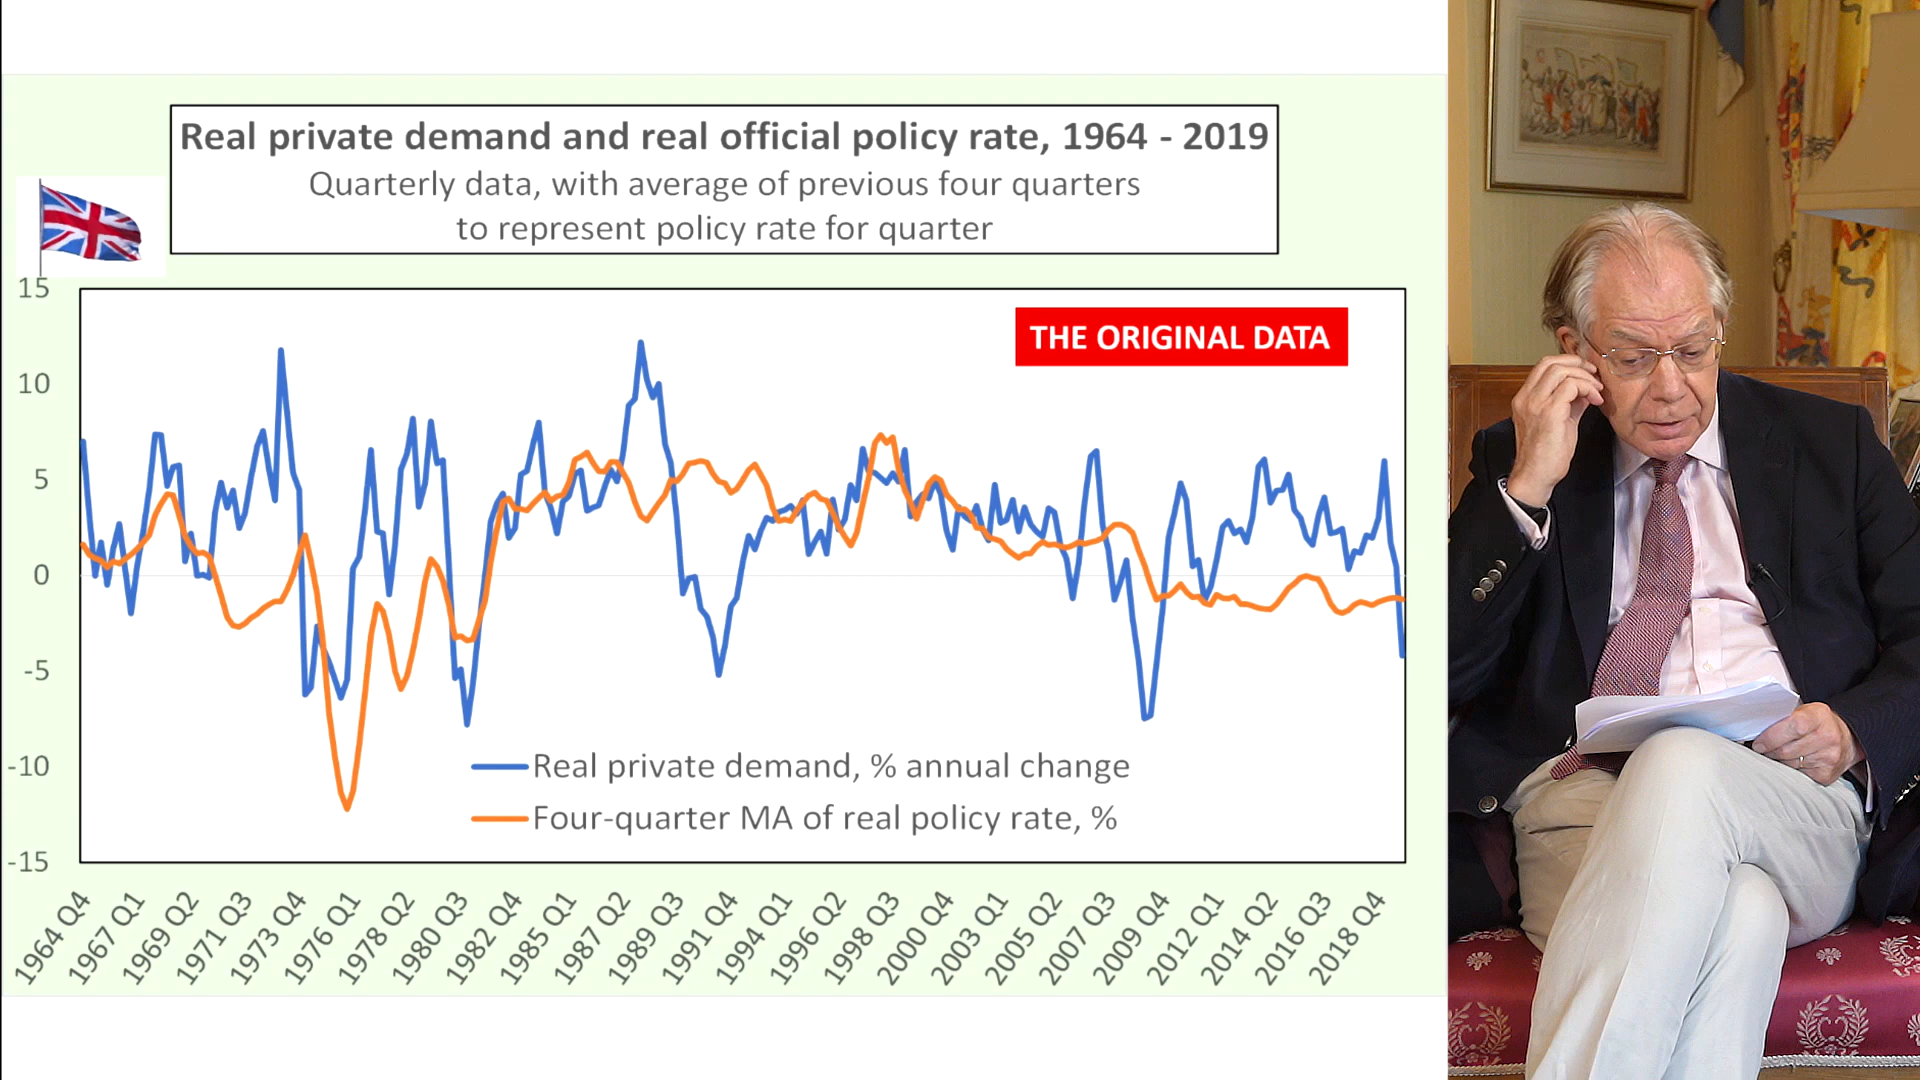 Real private demand and real official policy rate, 1964 - 2019
Quarterly data, with average of previous four quarters
to represent policy rate for quarter
THE ORIGINAL DATA
15
10
5
0
-5
-10
-15
Real private demand, % annual change
Four-quarter MA of real policy rate, %
1964 Q4
1967 Q1
1969 Q2
1971 Q3
1973 Q4
1976 Q1
1978 Q2
1980 Q3
1982 Q4
1985 Q1
1987 Q2
1989 Q3
1991 Q4
1994 Q1
1996 Q2
1998 Q3
2000 Q4
2003 Q1
2005 Q2
2007 Q3
2009 Q4
2012 Q1
2014 Q2
2016 Q3
2018 Q4